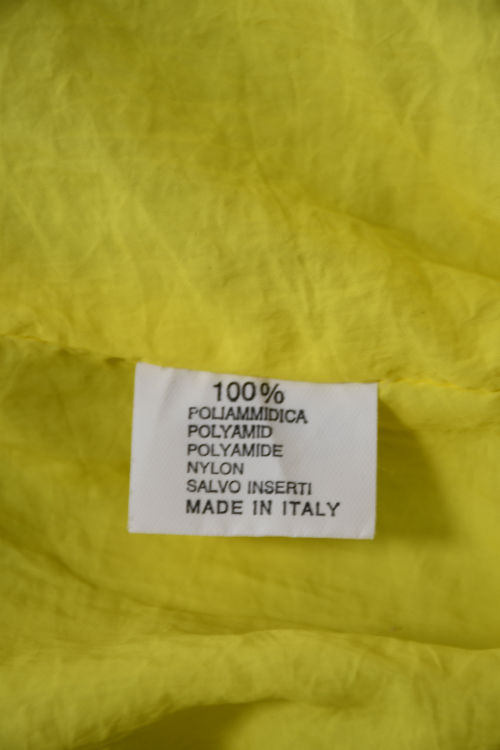 100%
POLIAMMIDICA
POLYAMID
POLYAMIDE
NYLON
SALVO INSERTI
MADE IN ITALY